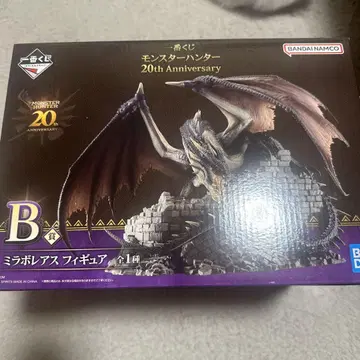 一番くじ
一番くじ
モンスターハンター
20th Anniversary
BANDAI NAMCO
MONSTER
HUNTER
20
ANNIVERSARY
B賞
ミラボレアス フィギュア 全1種